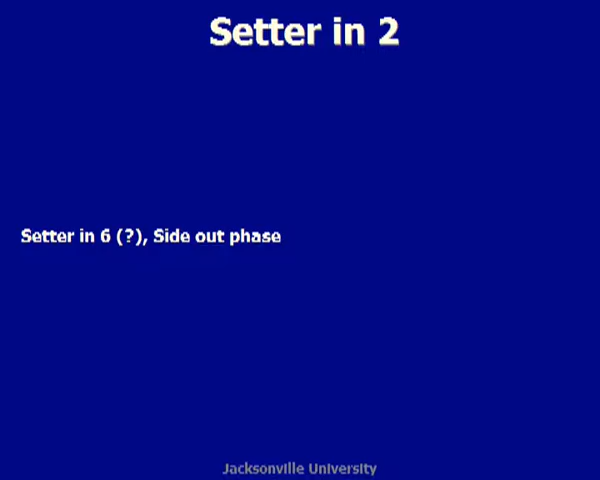 Setter in 2
Setter in 6 (?), Side out phase
Jacksonville University